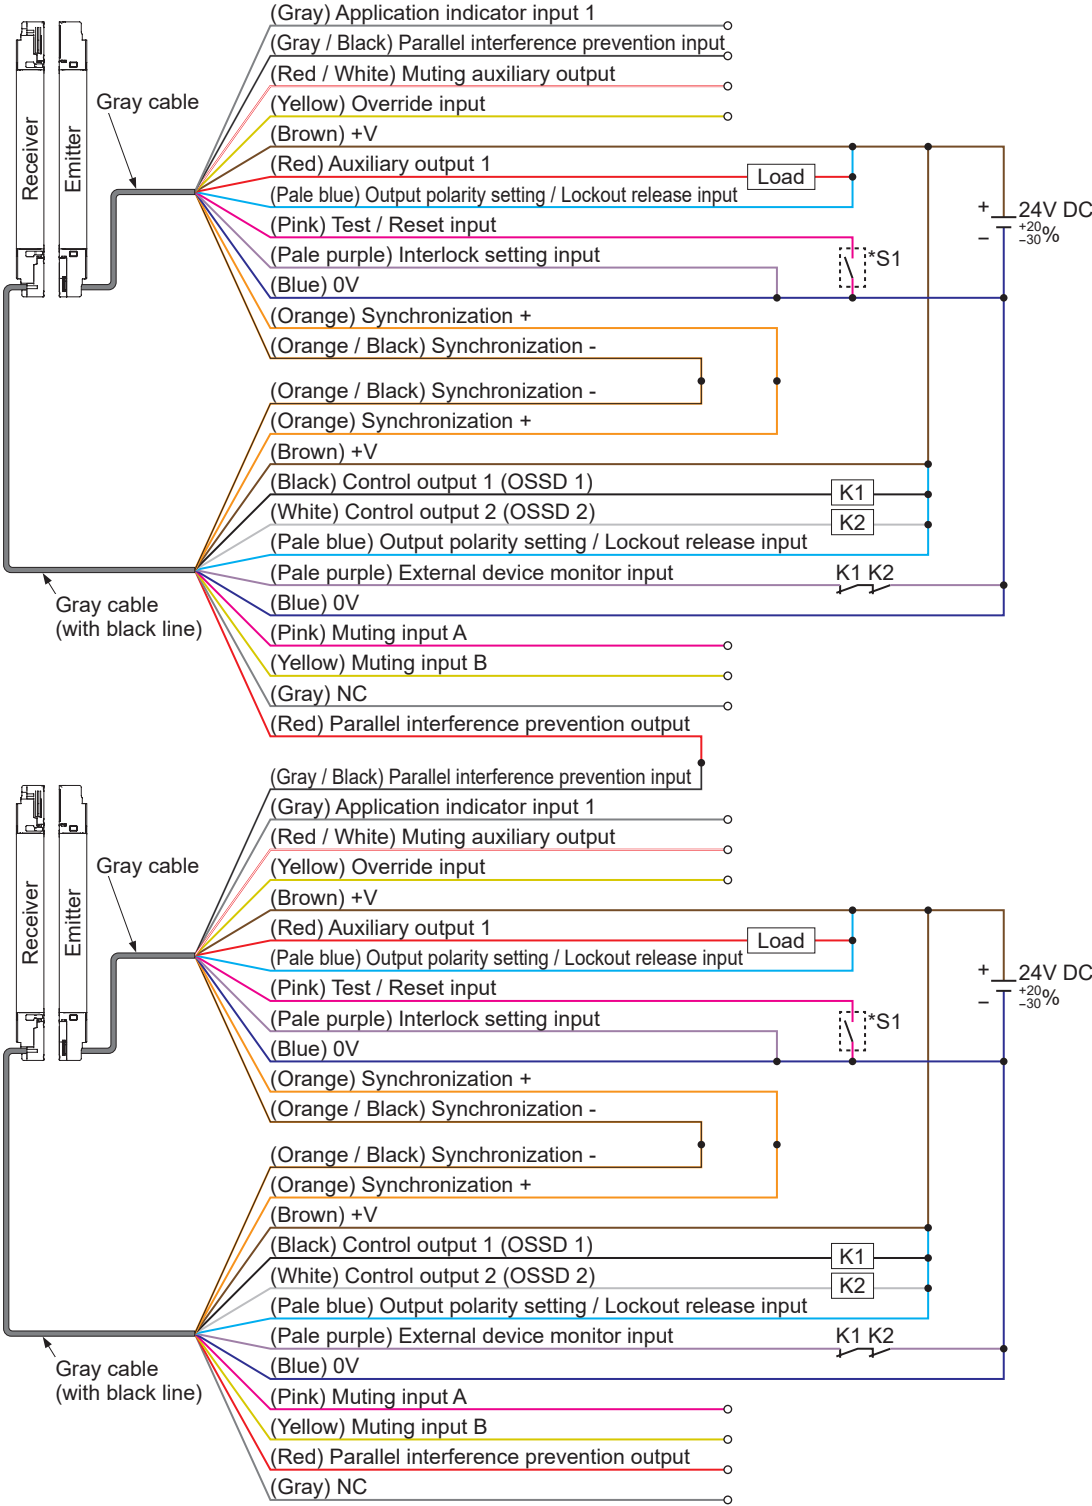 (Gray) Application indicator input 1
(Gray / Black) Parallel interference prevention input
(Red / White) Muting auxiliary output
Gray cable
(Yellow) Override input
(Brown) +V
Receiver
Emitter
(Red) Auxiliary output 1
Load
(Pale blue) Output polarity setting / Lockout release input
+
24V DC
+20
–30 %
–
(Pink) Test / Reset input
(Pale purple) Interlock setting input
*S1
(Blue) 0V
(Orange) Synchronization +
(Orange / Black) Synchronization -
(Orange / Black) Synchronization -
(Orange) Synchronization +
(Brown) +V
(Black) Control output 1 (OSSD 1)
K1
(White) Control output 2 (OSSD 2)
K2
(Pale blue) Output polarity setting / Lockout release input
(Pale purple) External device monitor input
K1 K2
Gray cable
(with black line)
(Blue) 0V
(Pink) Muting input A
(Yellow) Muting input B
(Gray) NC
(Red) Parallel interference prevention output
(Gray / Black) Parallel interference prevention input
(Gray) Application indicator input 1
(Red / White) Muting auxiliary output
Gray cable
(Yellow) Override input
(Brown) +V
Receiver
Emitter
(Red) Auxiliary output 1
Load
(Pale blue) Output polarity setting / Lockout release input
+
24V DC
+20
–30 %
–
(Pink) Test / Reset input
(Pale purple) Interlock setting input
*S1
(Blue) 0V
(Orange) Synchronization +
(Orange / Black) Synchronization -
(Orange / Black) Synchronization -
(Orange) Synchronization +
(Brown) +V
(Black) Control output 1 (OSSD 1)
K1
(White) Control output 2 (OSSD 2)
K2
(Pale blue) Output polarity setting / Lockout release input
(Pale purple) External device monitor input
K1 K2
Gray cable
(with black line)
(Blue) 0V
(Pink) Muting input A
(Yellow) Muting input B
(Red) Parallel interference prevention output
(Gray) NC